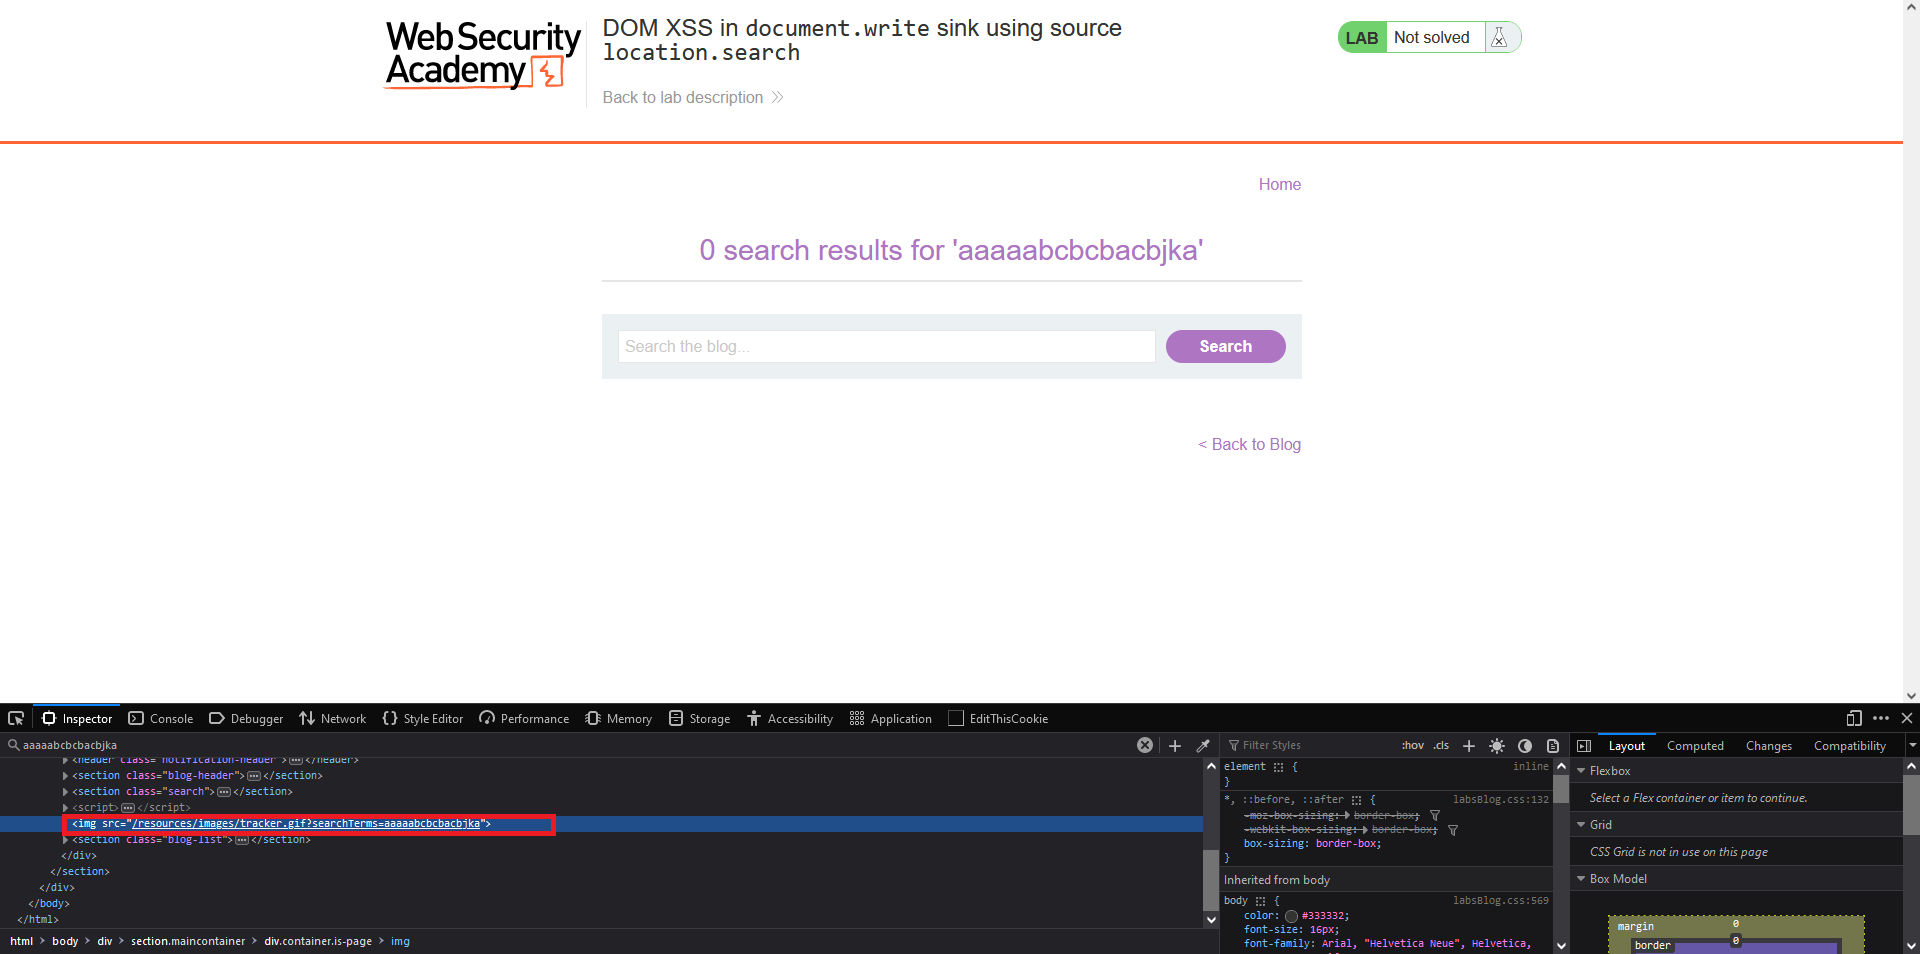 Web Security
Academy
DOM XSS in document.write sink using source
location.search
Back to lab description
LAB Not solved
Home
0 search results for 'aaaaabcbcbacbjka'
Search the blog...
Search
< Back to Blog
Inspector Console Debugger Network Style Editor Performance Memory Storage Accessibility Application EditThisCookie
aaaaabcbcbacbjka
<header class="notification-header"></header>
<section class="blog-header"></section>
<section class="search"></section>
<script></script>
<img src="/resources/images/tracker.gif?searchTerms=aaaaabcbcbacbjka">
<section class="blog-list"></section>
</div>
</section>
</div>
</body>
</html>
html > body > div > section.maincontainer > div.container.is-page > img
Filter Styles :hov .cls
element { inline
}
*, ::before, ::after { labsBlog.css:132
-moz-box-sizing: border-box;
-webkit-box-sizing: border-box;
box-sizing: border-box;
}
Inherited from body
body { labsBlog.css:569
color: #333332;
font-size: 16px;
font-family: Arial, "Helvetica Neue", Helvetica,
Layout Computed Changes Compatibility
Flexbox
Select a Flex container or item to continue.
Grid
CSS Grid is not in use on this page
Box Model
margin 0
border 0